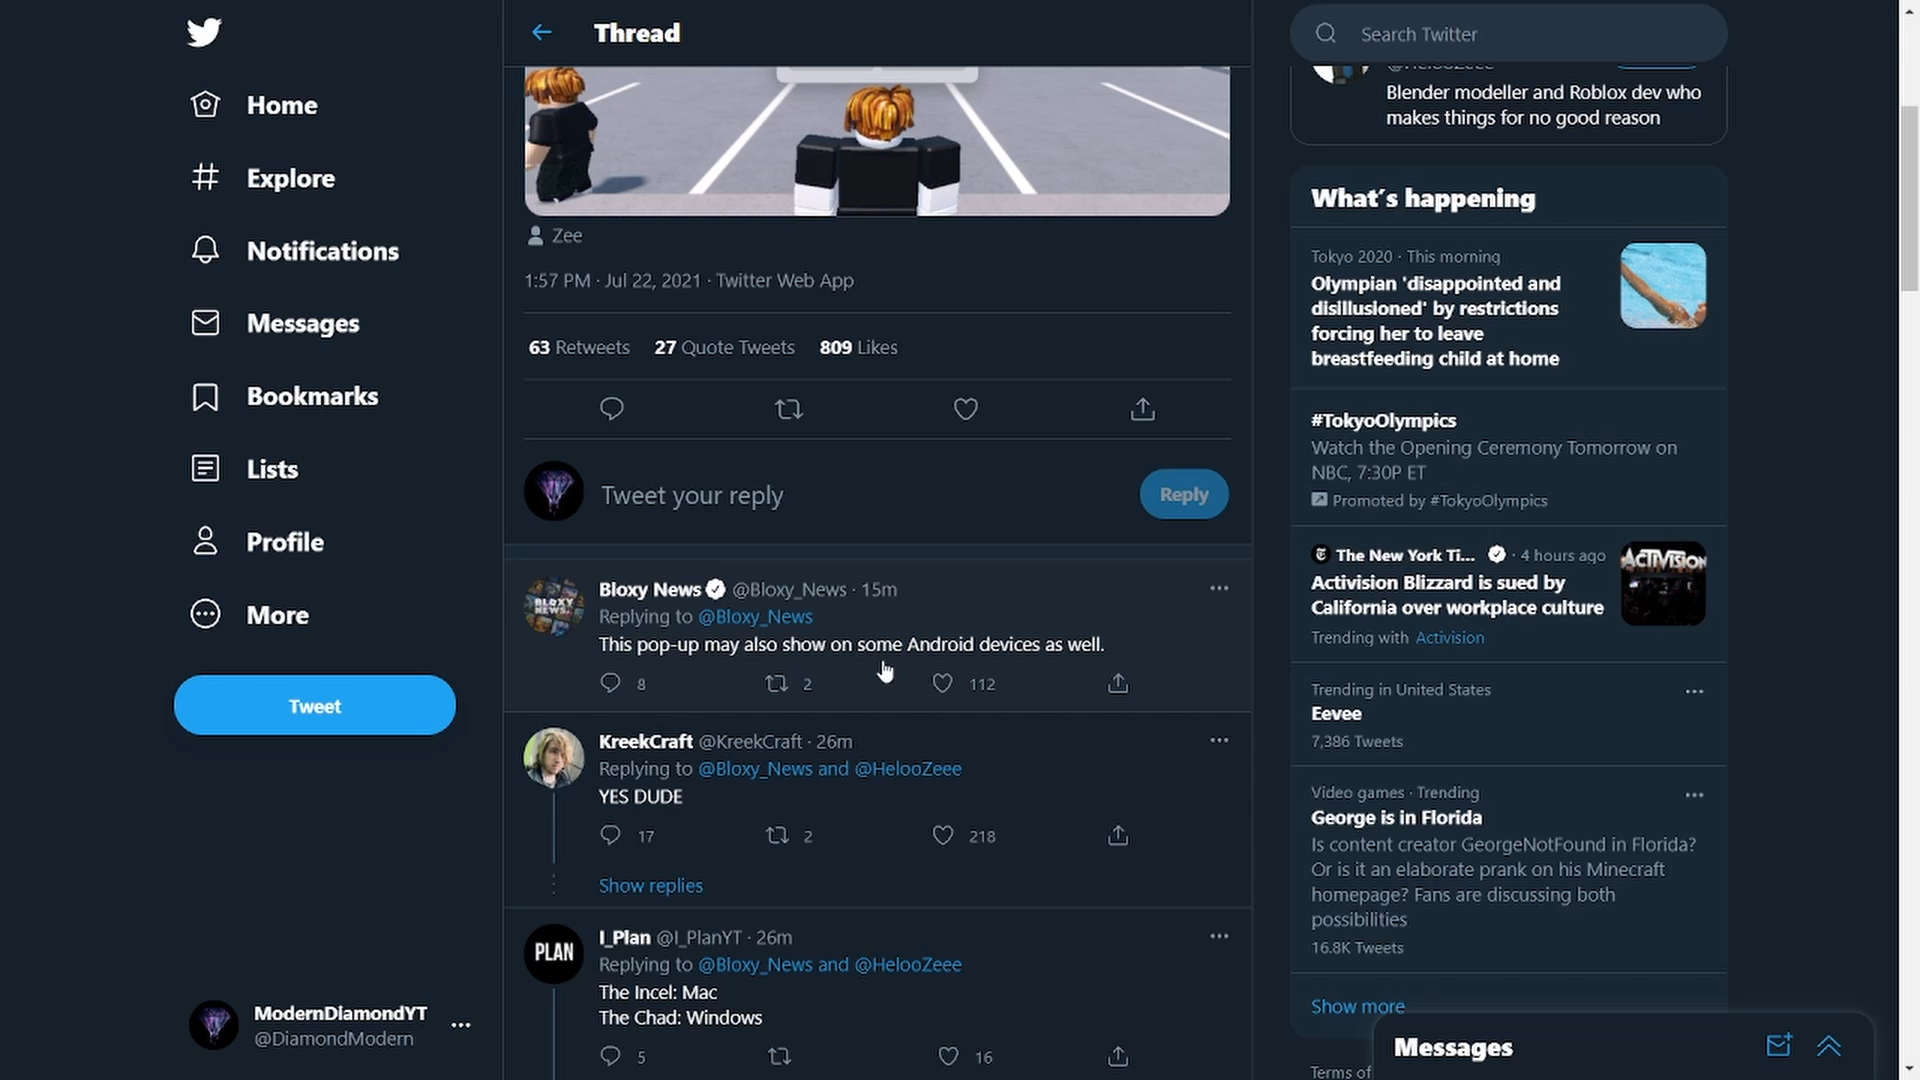 Thread
Search Twitter
Home
Explore
Notifications
Messages
Bookmarks
Lists
Profile
More
Tweet
ModernDiamondYT
@DiamondModern
Zee
1:57 PM · Jul 22, 2021 · Twitter Web App
63 Retweets 27 Quote Tweets 809 Likes
Tweet your reply
Reply
BLOXY
NEWS
Bloxy News @Bloxy_News · 15m
Replying to @Bloxy_News
This pop-up may also show on some Android devices as well.
8 2 112
KreekCraft @KreekCraft · 26m
Replying to @Bloxy_News and @HelooZeee
YES DUDE
17 2 218
Show replies
PLAN
I_Plan @I_PlanYT · 26m
Replying to @Bloxy_News and @HelooZeee
The Incel: Mac
The Chad: Windows
5 16
@HelooZeee
Blender modeller and Roblox dev who
makes things for no good reason
What's happening
Tokyo 2020 · This morning
Olympian 'disappointed and
disillusioned' by restrictions
forcing her to leave
breastfeeding child at home
#TokyoOlympics
Watch the Opening Ceremony Tomorrow on
NBC, 7:30P ET
Promoted by #TokyoOlympics
The New York Ti... · 4 hours ago
Activision Blizzard is sued by
California over workplace culture
Trending with Activision
ACTIVISION
Trending in United States
Eevee
7,386 Tweets
Video games · Trending
George is in Florida
Is content creator GeorgeNotFound in Florida?
Or is it an elaborate prank on his Minecraft
homepage? Fans are discussing both
possibilities
16.8K Tweets
Show more
Messages
Terms of